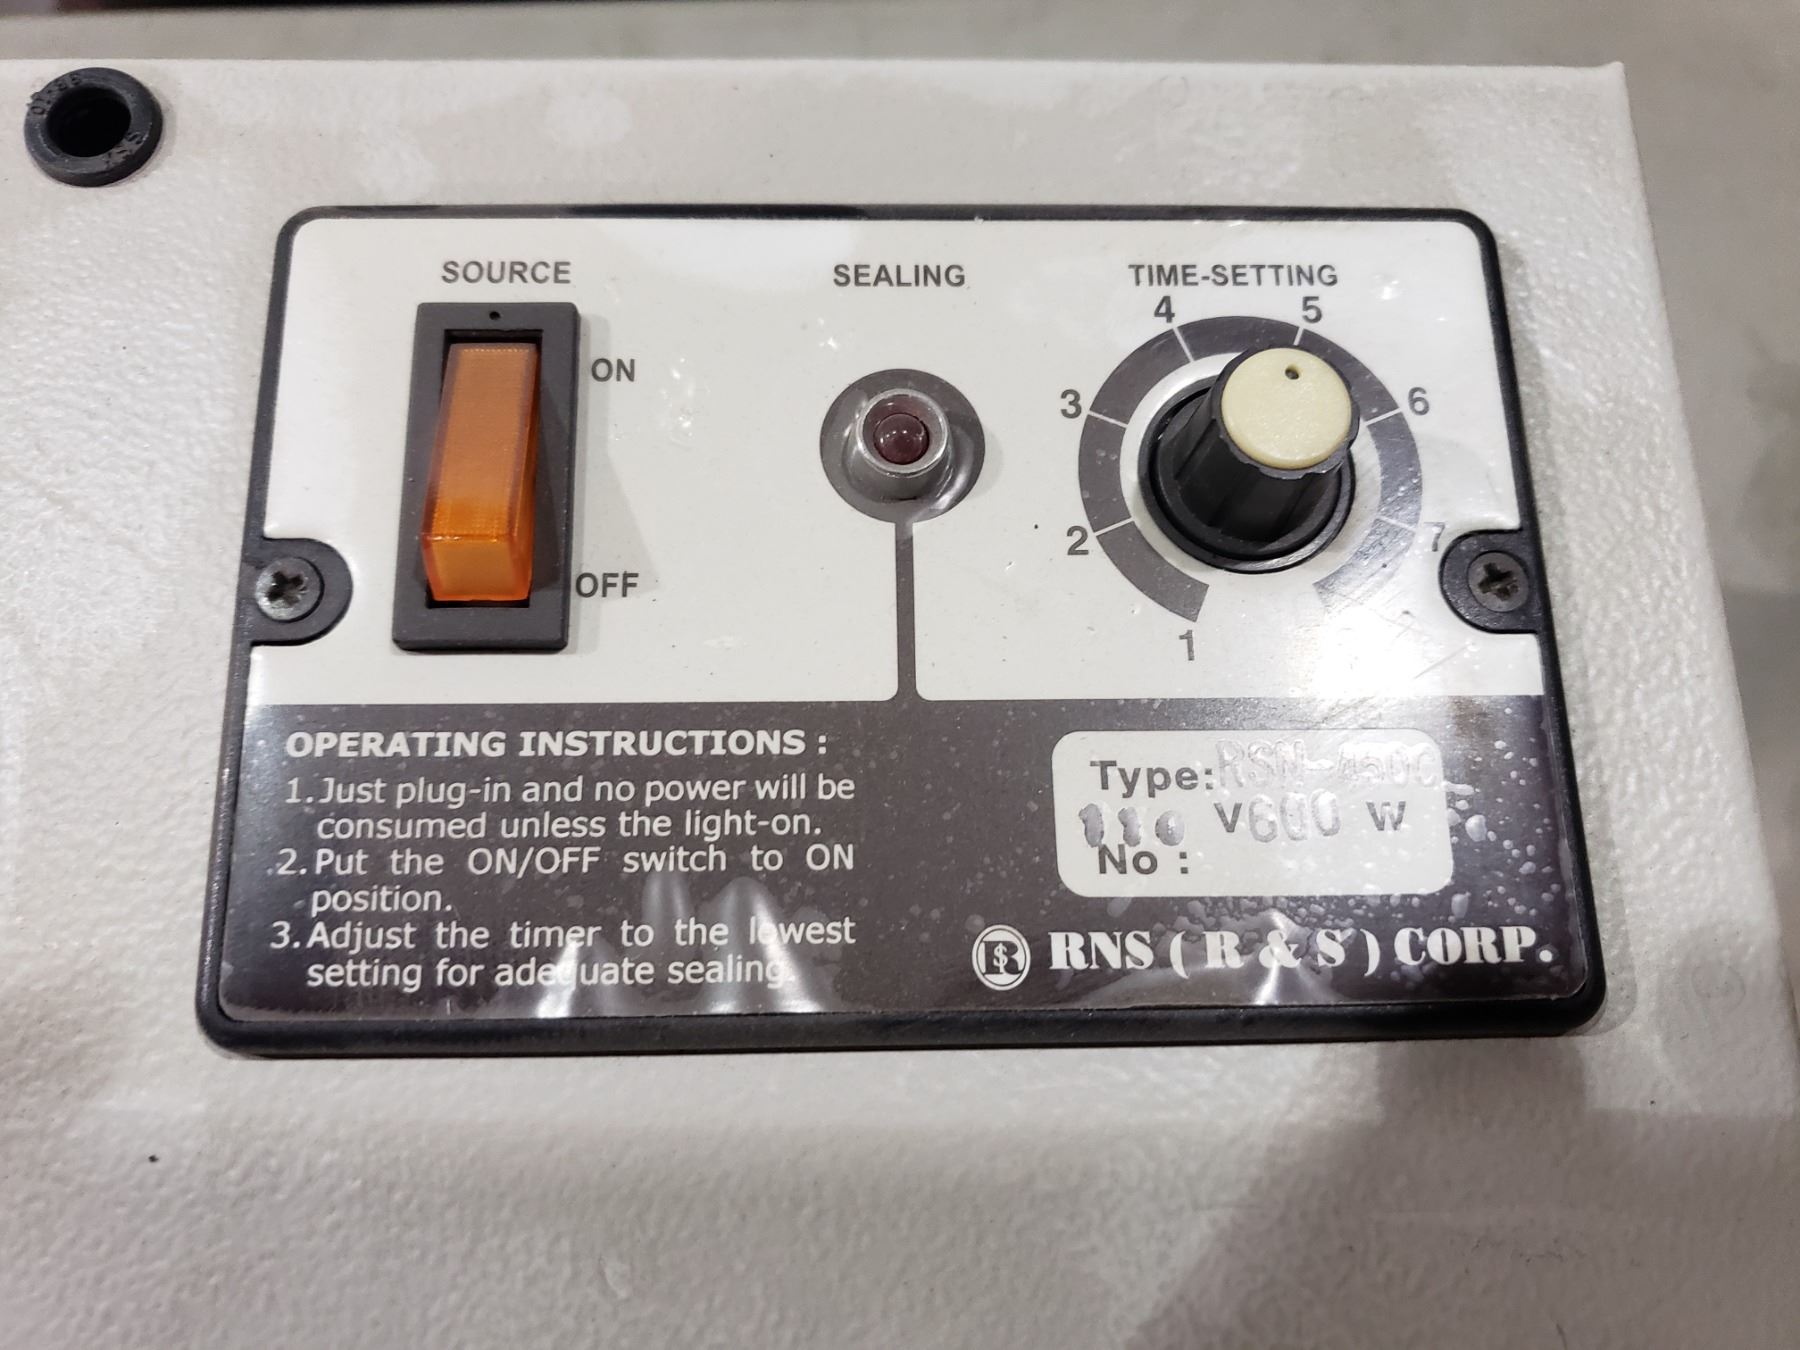 SOURCE
ON
OFF
SEALING
TIME-SETTING
1
2
3
4
5
6
7
OPERATING INSTRUCTIONS :
1. Just plug-in and no power will be
consumed unless the light-on.
2. Put the ON/OFF switch to ON
position.
3. Adjust the timer to the lowest
setting for adequate sealing.
Type:
110 V 600 W
No :
RNS ( R & S ) CORP.